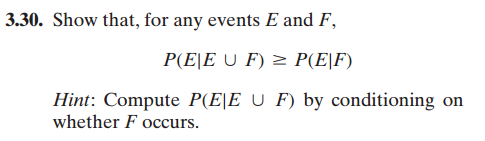 3.30. Show that, for any events E and F,
P(E|E ∪ F) ≥ P(E|F)
Hint: Compute P(E|E ∪ F) by conditioning on
whether F occurs.